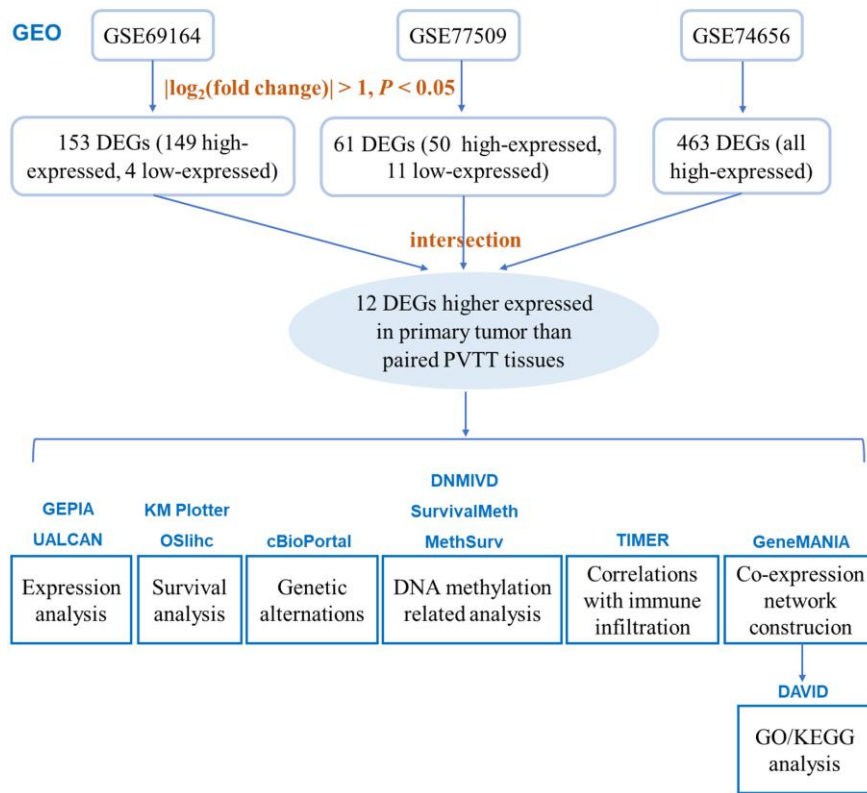 GEO
GSE69164
GSE77509
GSE74656
|log₂(fold change)| > 1, P < 0.05
153 DEGs (149 high-
expressed, 4 low-expressed)
61 DEGs (50 high-expressed,
11 low-expressed)
463 DEGs (all
high-expressed)
intersection
12 DEGs higher expressed
in primary tumor than
paired PVTT tissues
GEPIA
UALCAN
Expression
analysis
KM Plotter
OSlihc
Survival
analysis
cBioPortal
Genetic
alternations
DNMIVD
SurvivalMeth
MethSurv
DNA methylation
related analysis
TIMER
Correlations
with immune
infiltration
GeneMANIA
Co-expression
network
construcion
DAVID
GO/KEGG
analysis